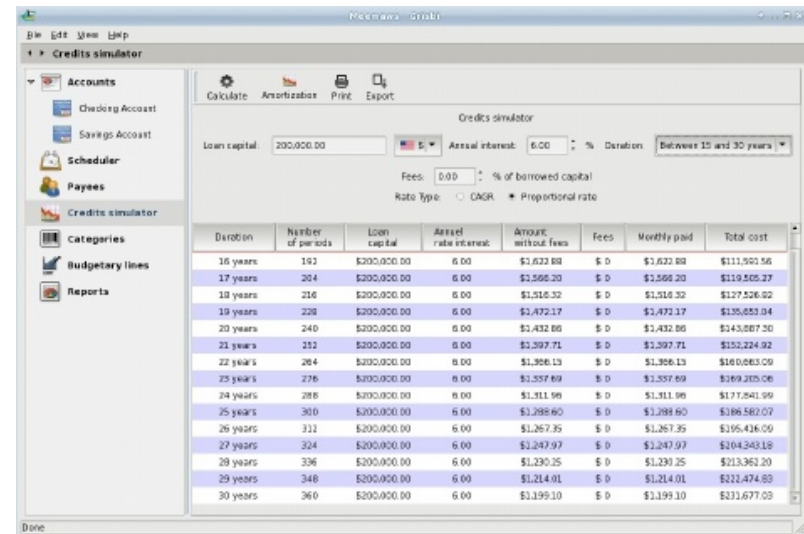 Grisbi
File Edit View Help
Credits simulator
Accounts
Checking Account
Savings Account
Scheduler
Payees
Credits simulator
Categories
Budgetary lines
Reports
Calculate Amortization Print Export
Credits simulator
Loan capital: 200,000.00 $ Annual interest: 6.00 % Duration: Between 15 and 30 years
Fees: 0.00 % of borrowed capital
Rate Type: CAGR Proportional rate
Duration Number of periods Loan capital Annuel rate interest Amount without fees Fees Monthly paid Total cost
16 years 192 $200,000.00 6.00 $1,622.88 $ 0 $1,622.88 $111,591.56
17 years 204 $200,000.00 6.00 $1,566.20 $ 0 $1,566.20 $119,505.27
18 years 216 $200,000.00 6.00 $1,516.32 $ 0 $1,516.32 $127,526.92
19 years 228 $200,000.00 6.00 $1,472.17 $ 0 $1,472.17 $135,653.04
20 years 240 $200,000.00 6.00 $1,432.86 $ 0 $1,432.86 $143,887.30
21 years 252 $200,000.00 6.00 $1,397.71 $ 0 $1,397.71 $152,224.92
22 years 264 $200,000.00 6.00 $1,366.15 $ 0 $1,366.15 $160,663.09
23 years 276 $200,000.00 6.00 $1,337.69 $ 0 $1,337.69 $169,205.06
24 years 288 $200,000.00 6.00 $1,311.96 $ 0 $1,311.96 $177,841.99
25 years 300 $200,000.00 6.00 $1,288.60 $ 0 $1,288.60 $186,582.07
26 years 312 $200,000.00 6.00 $1,267.35 $ 0 $1,267.35 $195,416.09
27 years 324 $200,000.00 6.00 $1,247.97 $ 0 $1,247.97 $204,343.18
28 years 336 $200,000.00 6.00 $1,230.25 $ 0 $1,230.25 $213,362.20
29 years 348 $200,000.00 6.00 $1,214.01 $ 0 $1,214.01 $222,474.83
30 years 360 $200,000.00 6.00 $1,199.10 $ 0 $1,199.10 $231,677.03
Done